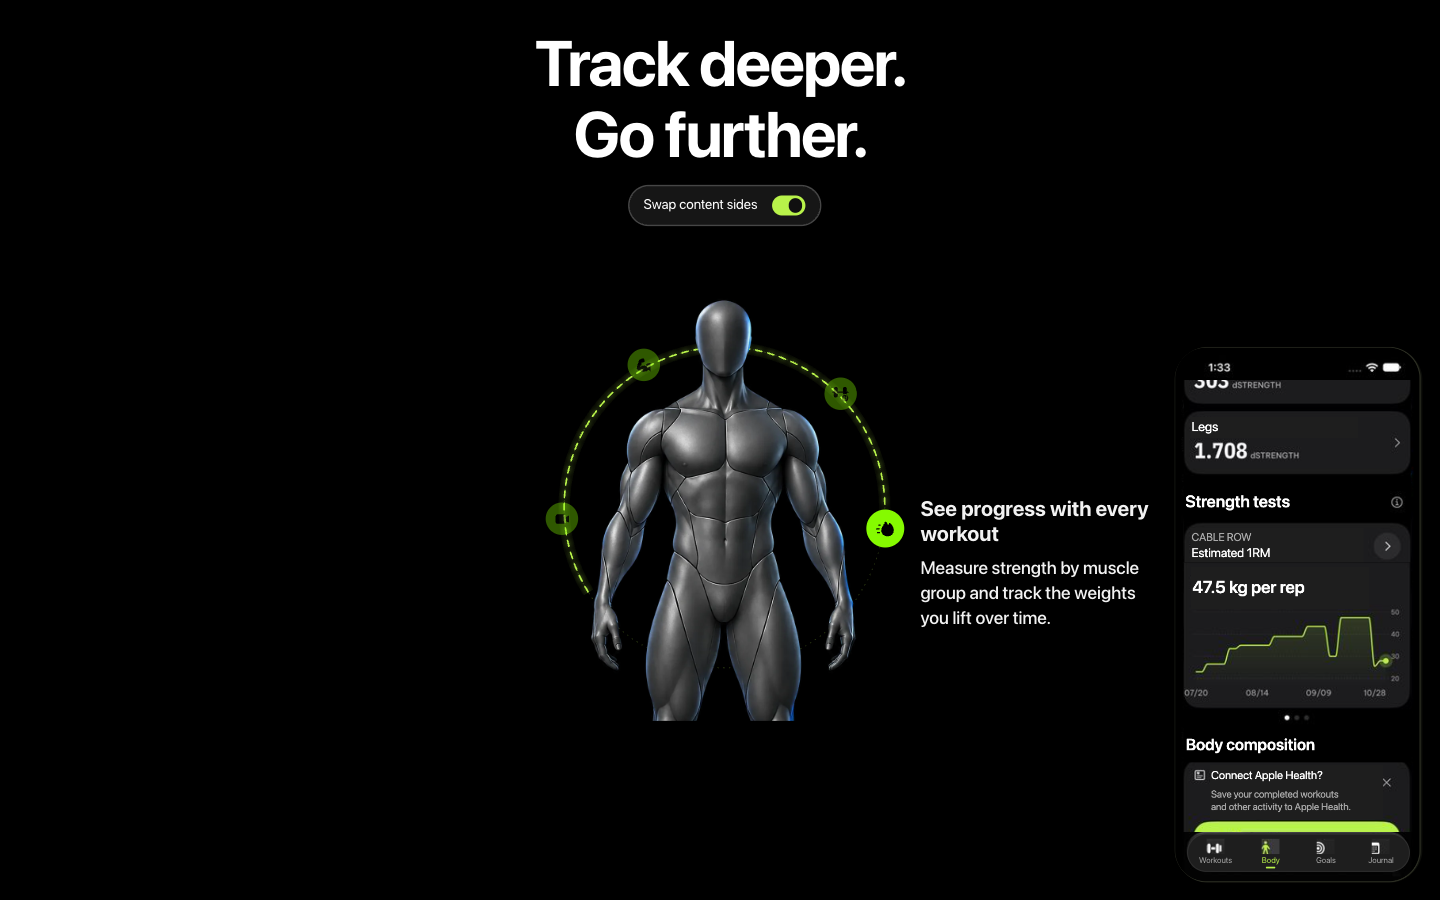 Track deeper.
Go further.
Swap content sides
See progress with every
workout
Measure strength by muscle
group and track the weights
you lift over time.
1:33
303 dSTRENGTH
Legs
1.708 dSTRENGTH
Strength tests
CABLE ROW
Estimated 1RM
47.5 kg per rep
50
40
30
20
07/20 08/14 09/09 10/28
Body composition
Connect Apple Health?
Save your completed workouts
and other activity to Apple Health.
Workouts Body Goals Journal